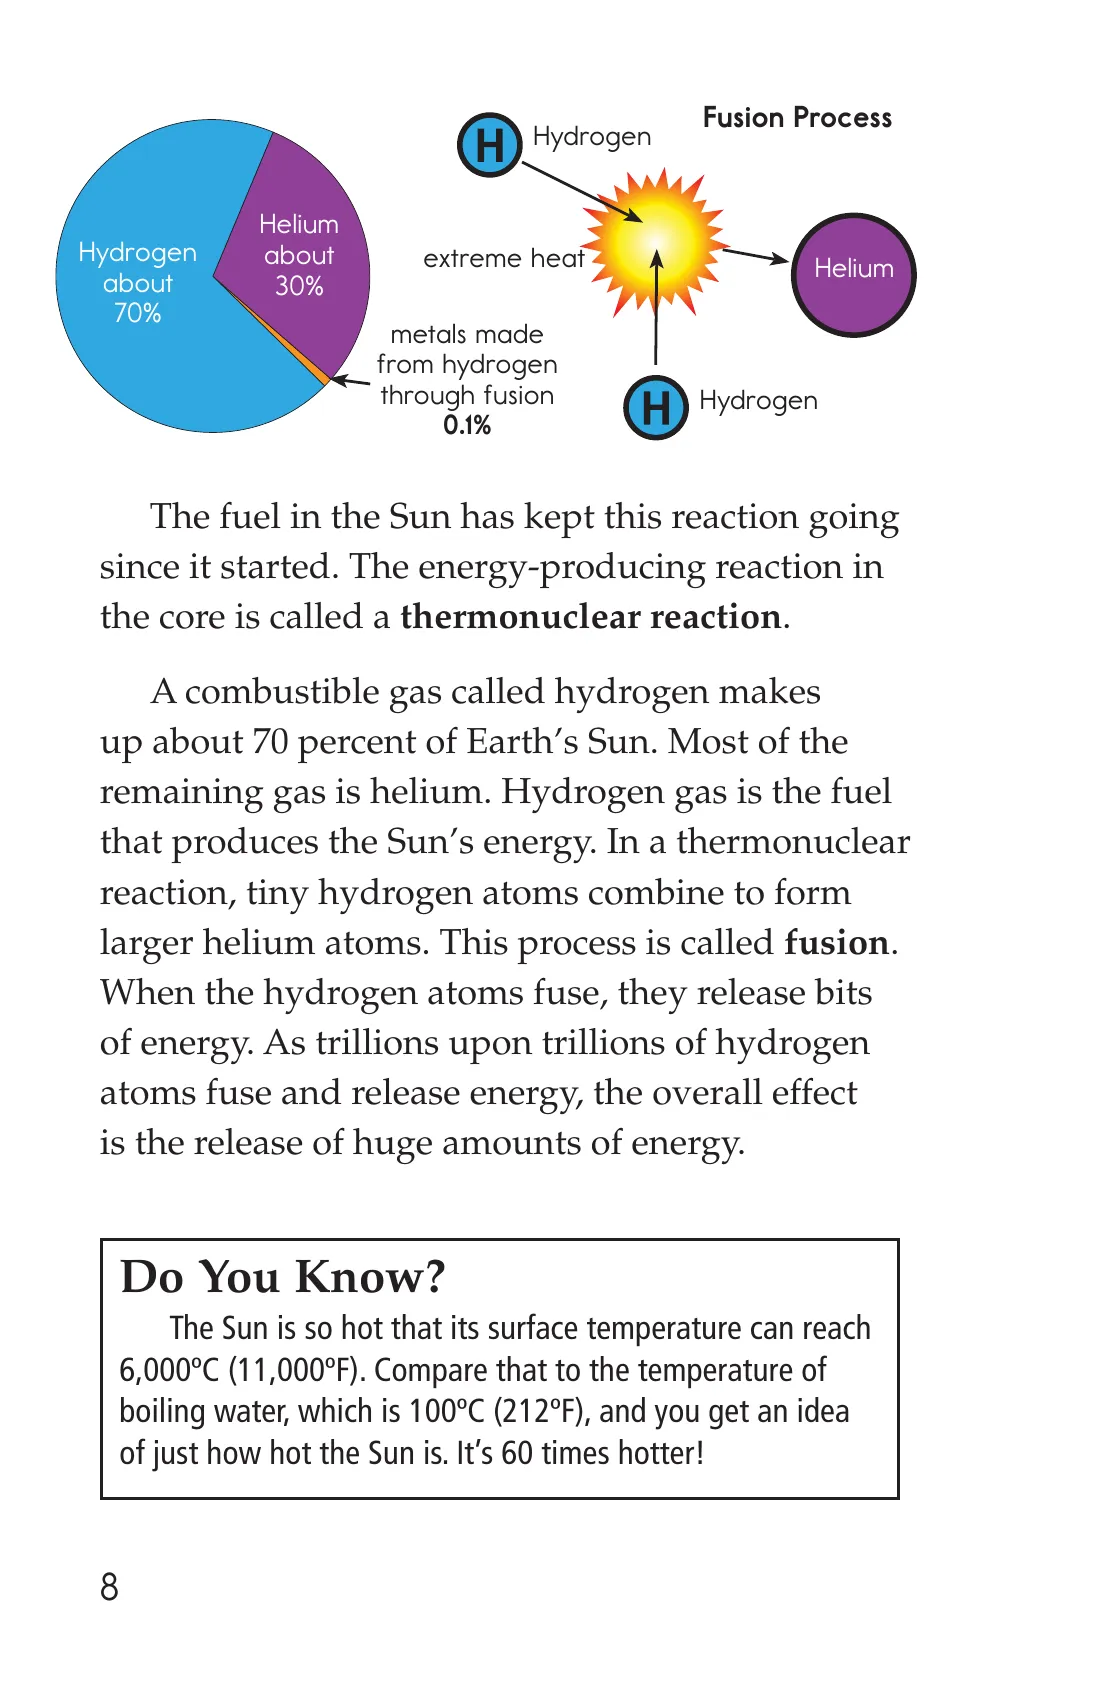 Hydrogen
about
70%
Helium
about
30%
metals made
from hydrogen
through fusion
0.1%
Fusion Process
H
Hydrogen
extreme heat
Helium
H
Hydrogen
The fuel in the Sun has kept this reaction going
since it started. The energy-producing reaction in
the core is called a thermonuclear reaction.
A combustible gas called hydrogen makes
up about 70 percent of Earth’s Sun. Most of the
remaining gas is helium. Hydrogen gas is the fuel
that produces the Sun’s energy. In a thermonuclear
reaction, tiny hydrogen atoms combine to form
larger helium atoms. This process is called fusion.
When the hydrogen atoms fuse, they release bits
of energy. As trillions upon trillions of hydrogen
atoms fuse and release energy, the overall effect
is the release of huge amounts of energy.
Do You Know?
The Sun is so hot that its surface temperature can reach
6,000ºC (11,000ºF). Compare that to the temperature of
boiling water, which is 100ºC (212ºF), and you get an idea
of just how hot the Sun is. It’s 60 times hotter!
8